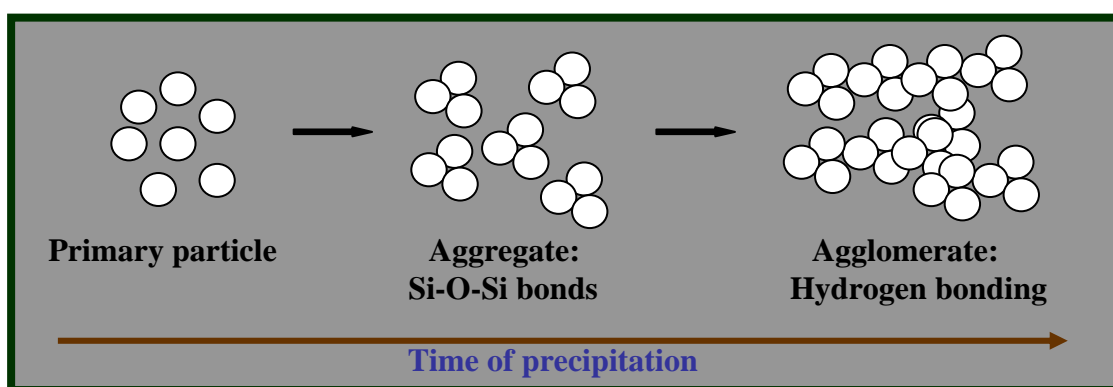 Primary particle
Aggregate:
Si-O-Si bonds
Agglomerate:
Hydrogen bonding
Time of precipitation